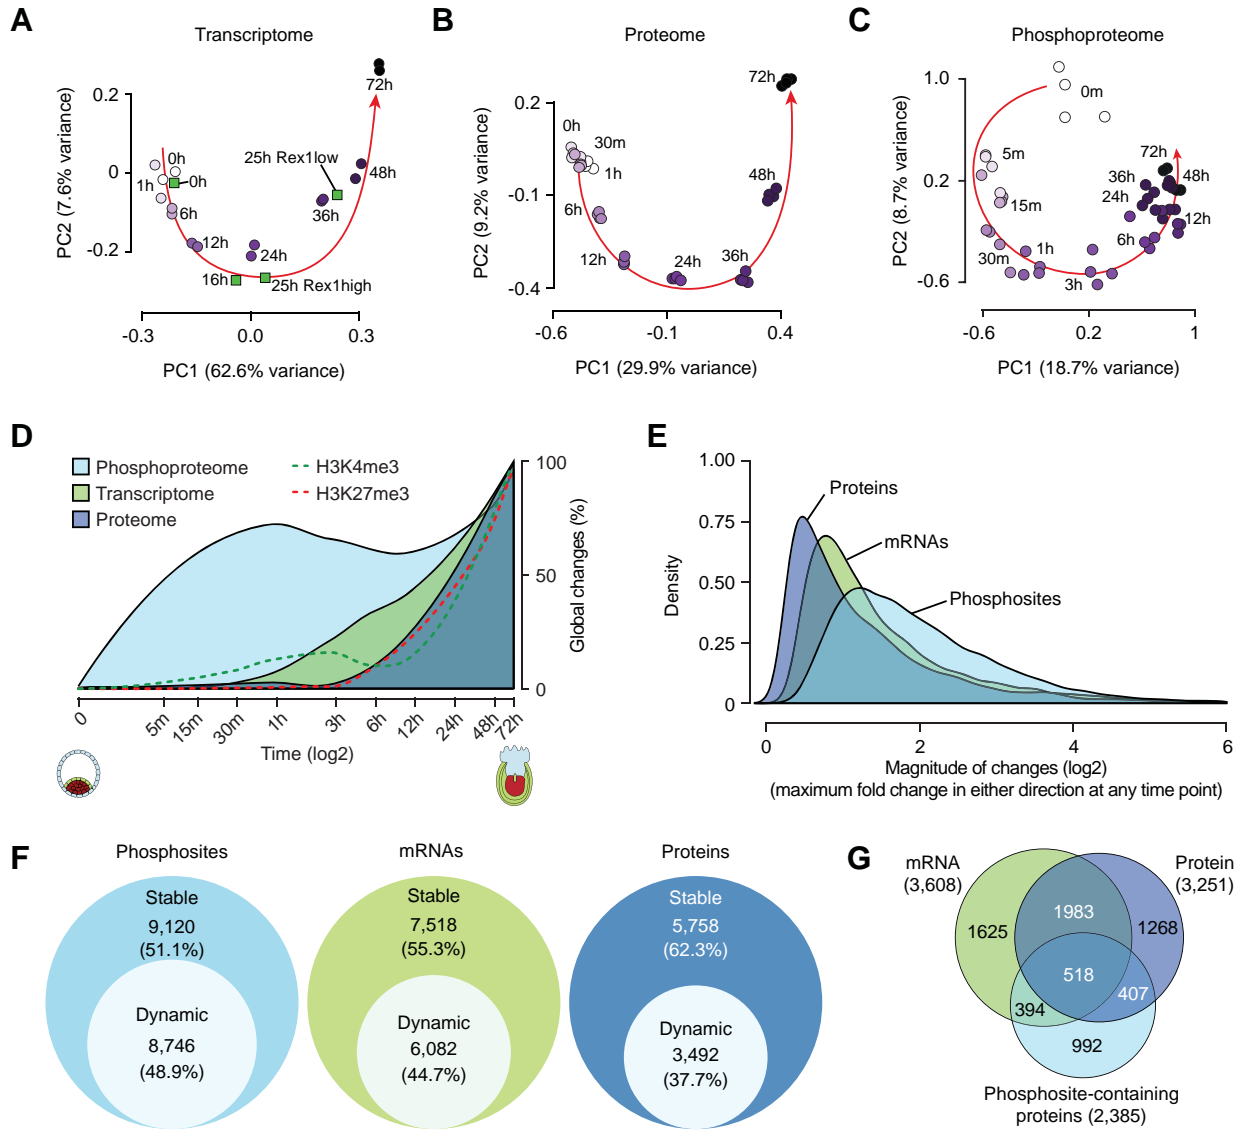 A
Transcriptome
PC2 (7.6% variance)
0.2
0
-0.2
72h
25h Rex1low
0h
0h
1h
48h
6h
36h
12h
24h
16h
25h Rex1high
-0.3
0.0
0.3
PC1 (62.6% variance)
B
Proteome
PC2 (9.2% variance)
0.2
-0.1
-0.4
72h
0h
30m
1h
48h
6h
12h
24h
36h
-0.6
-0.1
0.4
PC1 (29.9% variance)
C
Phosphoproteome
PC2 (8.7% variance)
1.0
0.2
-0.6
0m
5m
72h
36h
48h
24h
15m
12h
6h
30m
1h
3h
-0.6
0.2
1
PC1 (18.7% variance)
D
Phosphoproteome
Transcriptome
Proteome
H3K4me3
H3K27me3
100
50
0
Global changes (%)
0
5m
15m
30m
1h
3h
6h
12h
24h
48h
72h
Time (log2)
E
1.00
0.75
0.50
0.25
0
Density
Proteins
mRNAs
Phosphosites
0
2
4
6
Magnitude of changes (log2)
(maximum fold change in either direction at any time point)
F
Phosphosites
Stable
9,120
(51.1%)
Dynamic
8,746
(48.9%)
mRNAs
Stable
7,518
(55.3%)
Dynamic
6,082
(44.7%)
Proteins
Stable
5,758
(62.3%)
Dynamic
3,492
(37.7%)
G
mRNA
(3,608)
Protein
(3,251)
1625
1983
1268
518
394
407
992
Phosphosite-containing
proteins (2,385)